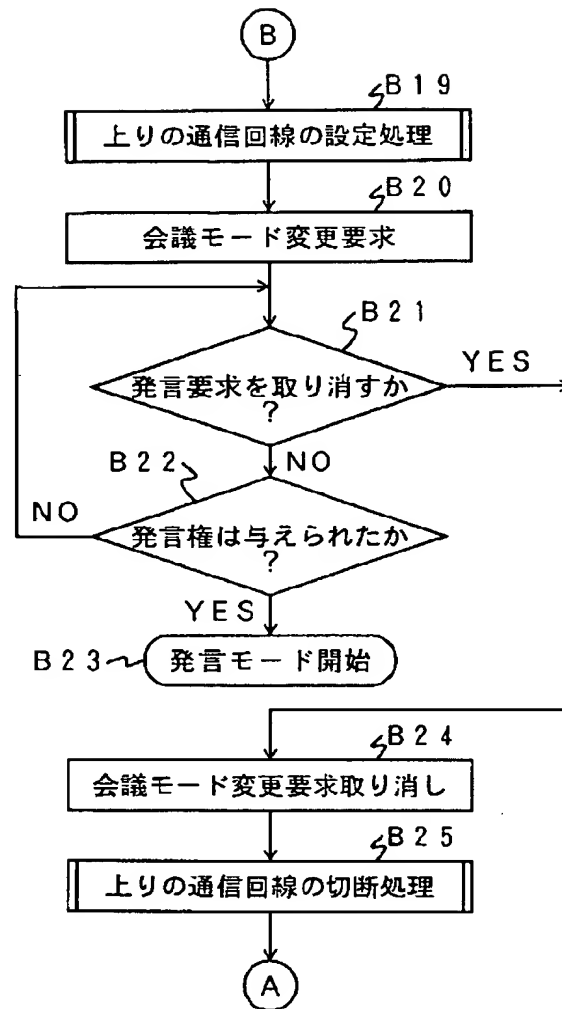 B
B19
上りの通信回線の設定処理
B20
会議モード変更要求
B21
発言要求を取り消すか
?
YES
NO
B22
発言権は与えられたか
?
NO
YES
B23
発言モード開始
B24
会議モード変更要求取り消し
B25
上りの通信回線の切断処理
A